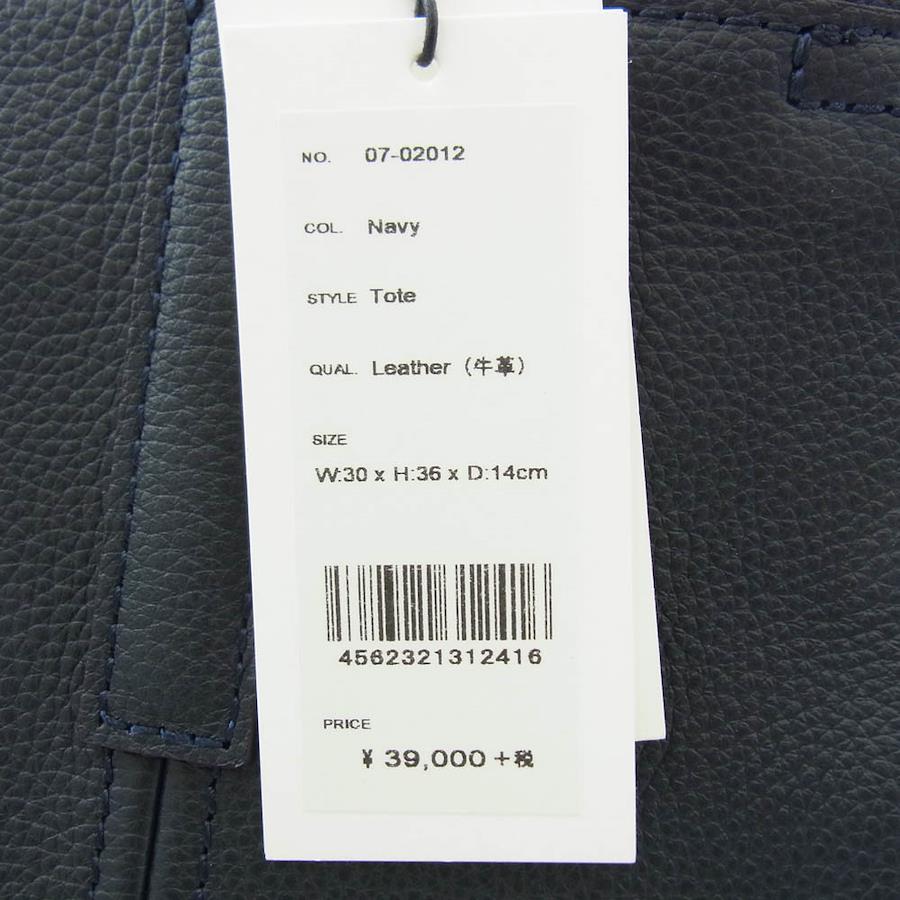 NO. 07-02012
COL. Navy
STYLE Tote
QUAL. Leather (牛革)
SIZE
W:30 x H:36 x D:14cm
4562321312416
PRICE
¥ 39,000+税